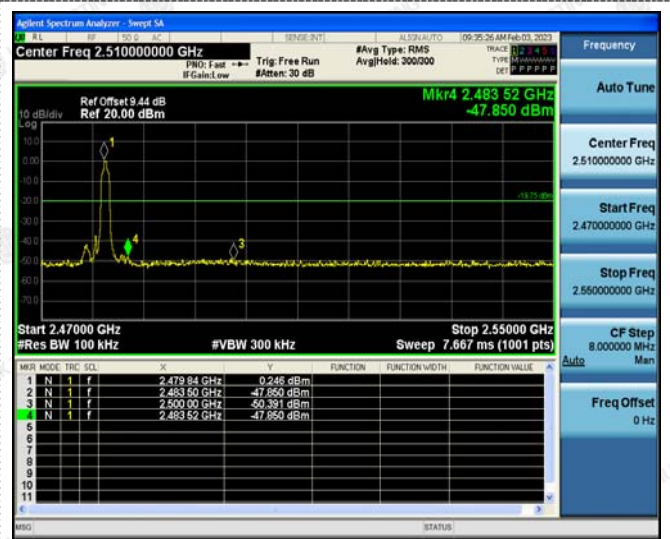 Agilent Spectrum Analyzer - Swept SA
RL RF 50 Ω AC SENSE:INT ALIGNAUTO 09:35:26 AM Feb 03, 2023
Center Freq 2.510000000 GHz
PNO: Fast
IFGain:Low
Trig: Free Run
#Atten: 30 dB
#Avg Type: RMS
Avg|Hold: 300/300
TRACE 1 2 3 4 5 6
TYPE M
DET P P P P P P
Ref Offset 9.44 dB
Ref 20.00 dBm
10 dB/div
Log
Mkr4 2.483 52 GHz
-47.850 dBm
10.0
0.00
-10.0
-20.0
-30.0
-40.0
-50.0
-60.0
-70.0
1
4
3
-19.75 dBm
Start 2.47000 GHz
Stop 2.55000 GHz
#Res BW 100 kHz
#VBW 300 kHz
Sweep 7.667 ms (1001 pts)
MKR MODE TRC SCL X Y FUNCTION FUNCTION WIDTH FUNCTION VALUE
1 N 1 f 2.479 84 GHz 0.246 dBm
2 N 1 f 2.483 50 GHz -47.850 dBm
3 N 1 f 2.500 00 GHz -50.391 dBm
4 N 1 f 2.483 52 GHz -47.850 dBm
5
6
7
8
9
10
11
MSG
STATUS
Frequency
Auto Tune
Center Freq
2.510000000 GHz
Start Freq
2.470000000 GHz
Stop Freq
2.550000000 GHz
CF Step
8.000000 MHz
Auto Man
Freq Offset
0 Hz